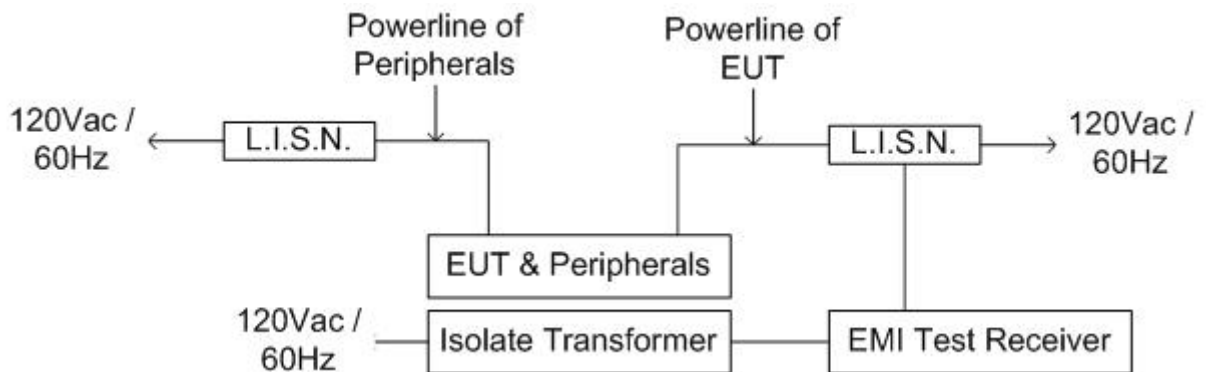 Powerline of
Peripherals
Powerline of
EUT
120Vac /
60Hz
L.I.S.N.
L.I.S.N.
120Vac /
60Hz
EUT & Peripherals
120Vac /
60Hz
Isolate Transformer
EMI Test Receiver